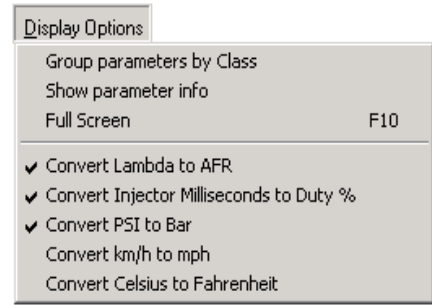 Display Options
Group parameters by Class
Show parameter info
Full Screen F10
Convert Lambda to AFR
Convert Injector Milliseconds to Duty %
Convert PSI to Bar
Convert km/h to mph
Convert Celsius to Fahrenheit